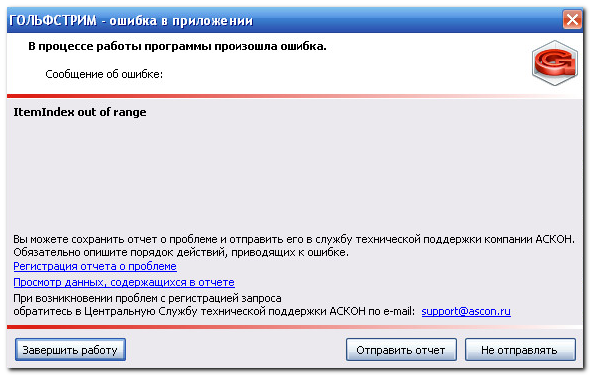 ГОЛЬФСТРИМ - ошибка в приложении
В процессе работы программы произошла ошибка.
Сообщение об ошибке:
ItemIndex out of range
Вы можете сохранить отчет о проблеме и отправить его в службу технической поддержки компании АСКОН.
Обязательно опишите порядок действий, приводящих к ошибке.
Регистрация отчета о проблеме
Просмотр данных, содержащихся в отчете
При возникновении проблем с регистрацией запроса
обратитесь в Центральную Службу технической поддержки АСКОН по e-mail: support@ascon.ru
Завершить работу
Отправить отчет
Не отправлять